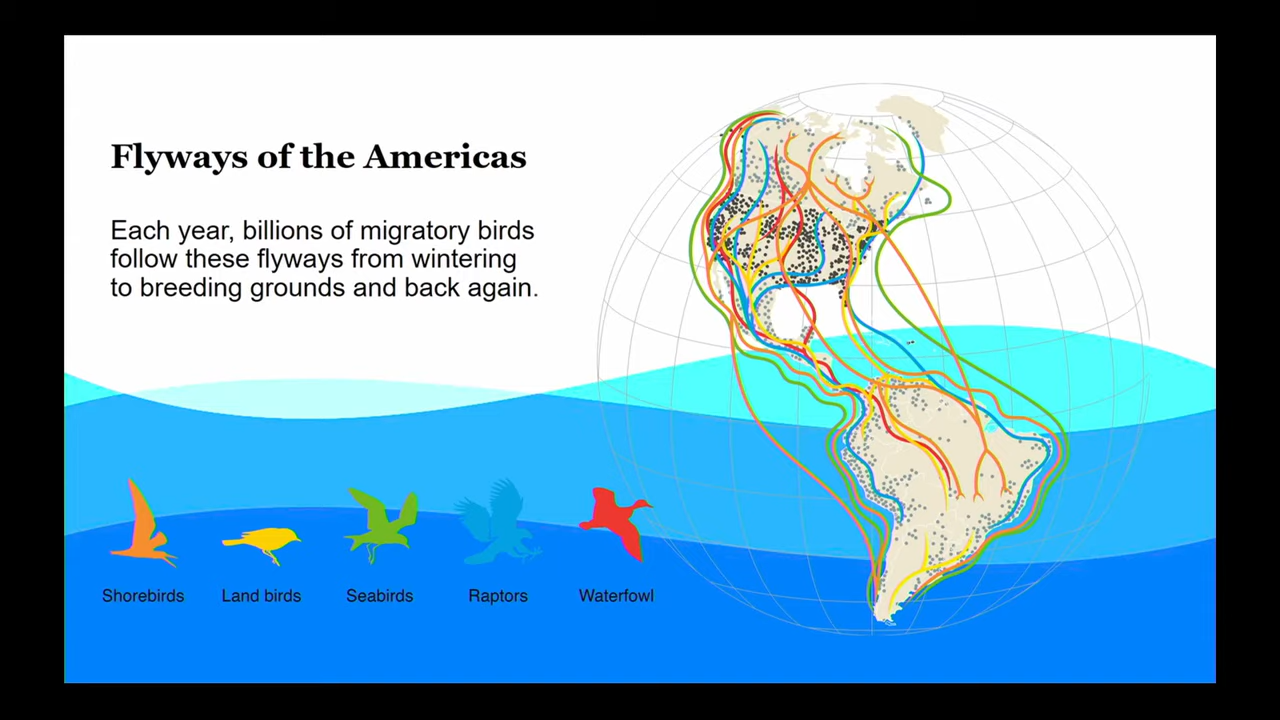 Flyways of the Americas
Each year, billions of migratory birds
follow these flyways from wintering
to breeding grounds and back again.
Shorebirds
Land birds
Seabirds
Raptors
Waterfowl